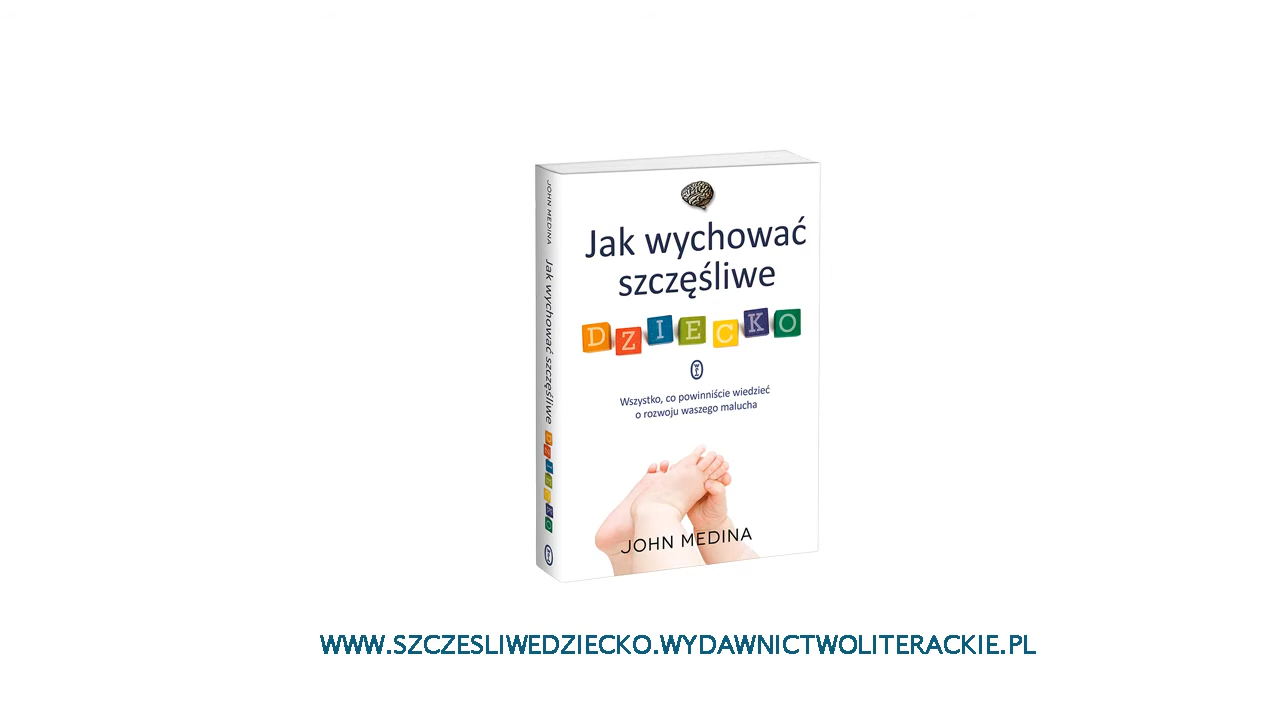 JOHN MEDINA Jak wychować szczęśliwe DZIECKO
Jak wychować
szczęśliwe
DZIECKO
Wszystko, co powinniście wiedzieć
o rozwoju waszego malucha
JOHN MEDINA
WWW.SZCZESLIWEDZIECKO.WYDAWNICTWOLITERACKIE.PL